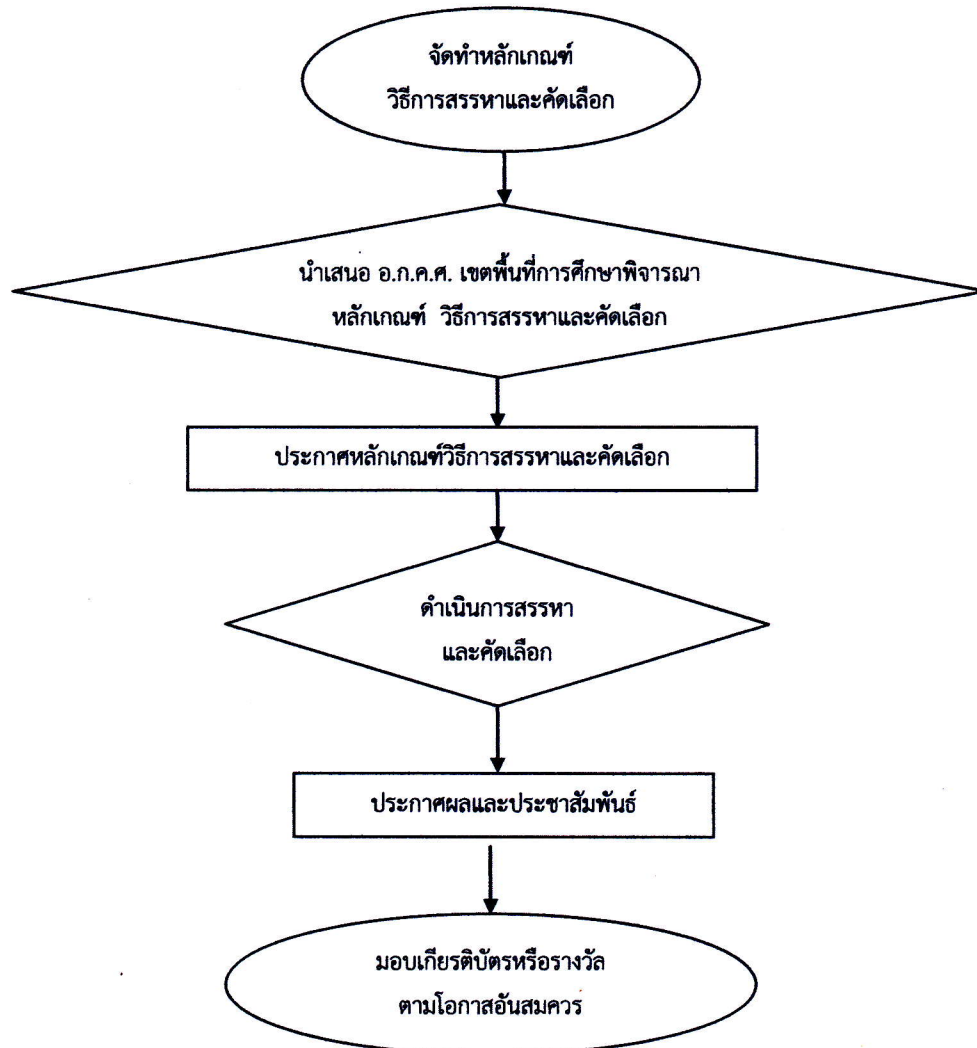 จัดทำหลักเกณฑ์
วิธีการสรรหาและคัดเลือก
นำเสนอ อ.ก.ค.ศ. เขตพื้นที่การศึกษาพิจารณา
หลักเกณฑ์ วิธีการสรรหาและคัดเลือก
ประกาศหลักเกณฑ์วิธีการสรรหาและคัดเลือก
ดำเนินการสรรหา
และคัดเลือก
ประกาศผลและประชาสัมพันธ์
มอบเกียรติบัตรหรือรางวัล
ตามโอกาสอันสมควร